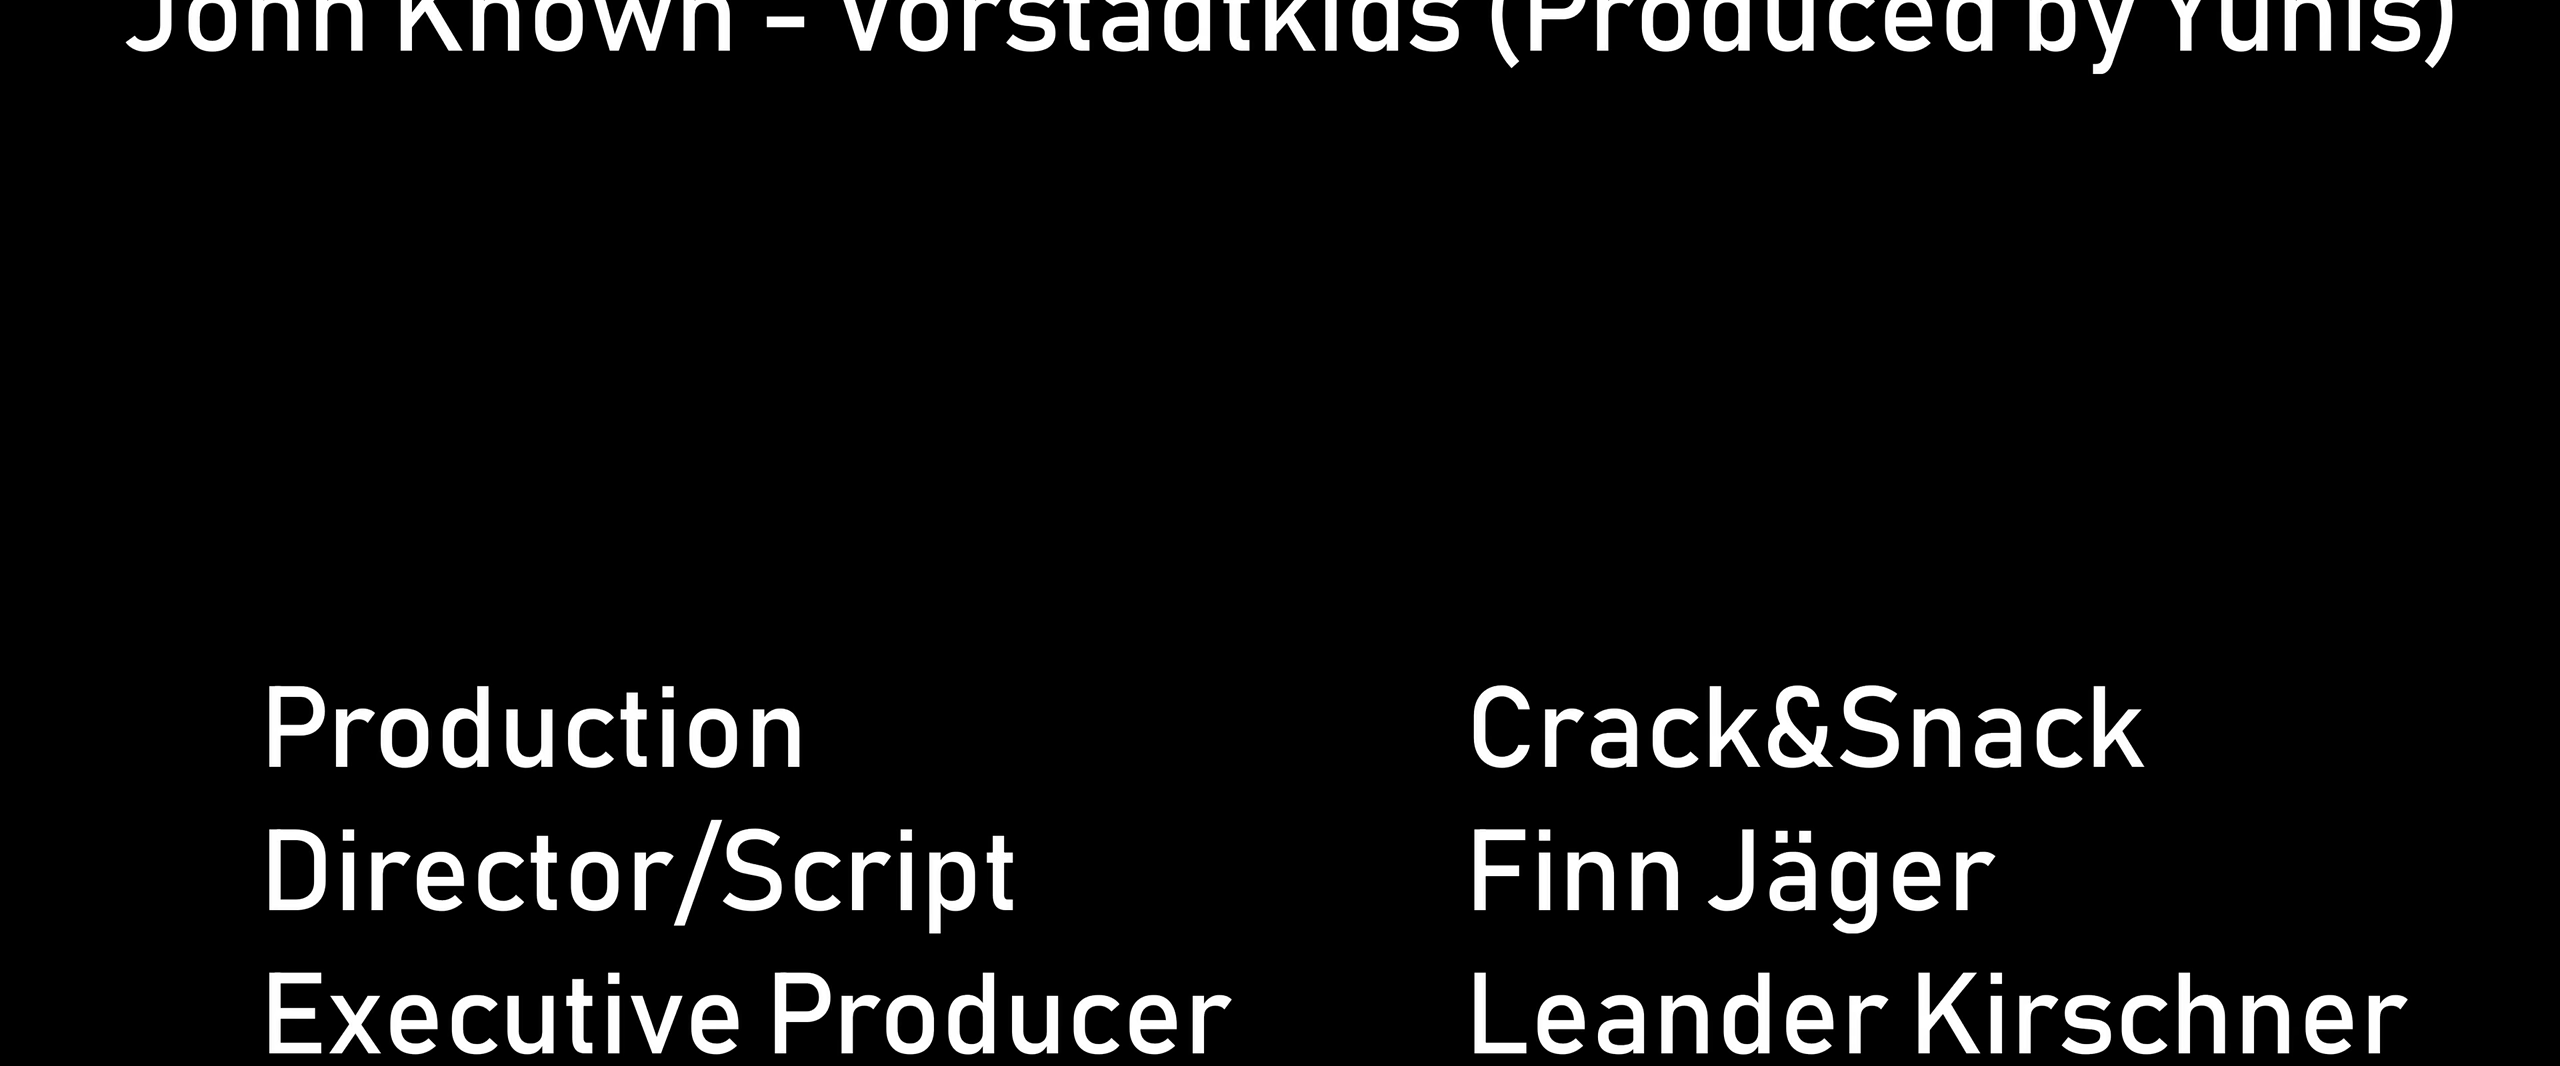 John Known - Vorstadtkids (Produced by Yunis)
Production Crack&Snack
Director/Script Finn Jäger
Executive Producer Leander Kirschner